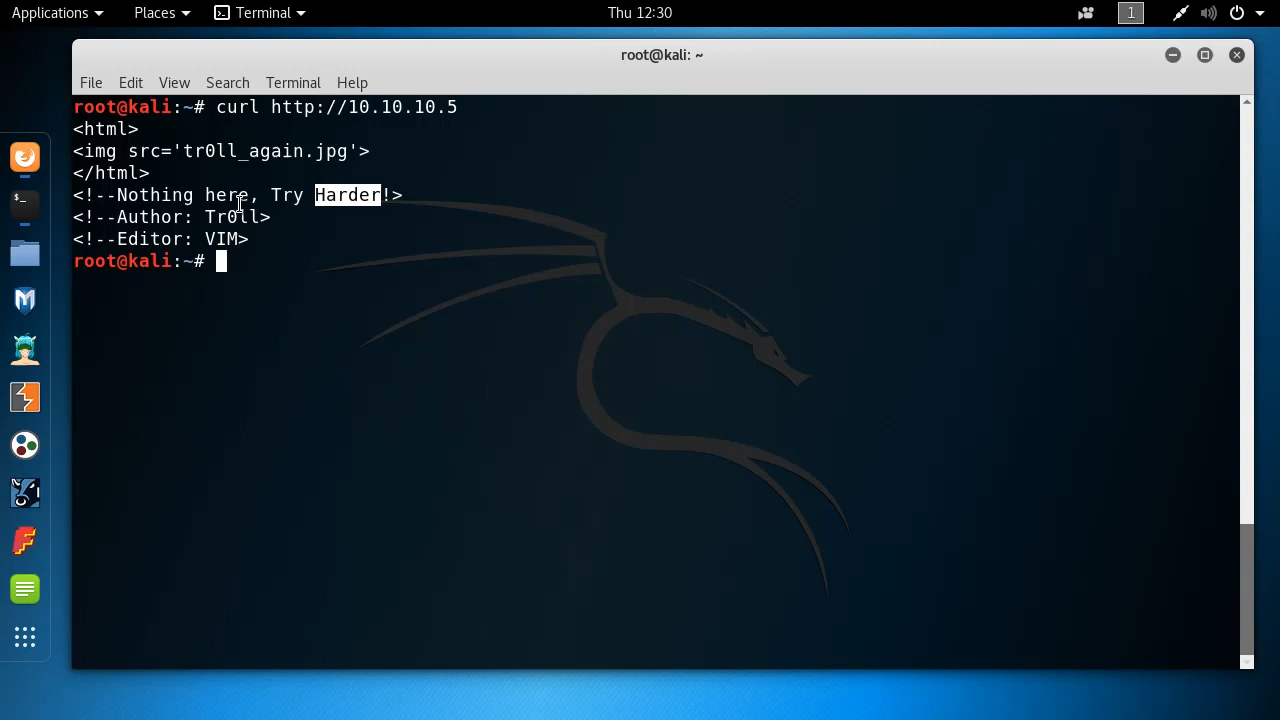 Applications Places Terminal Thu 12:30 1
root@kali: ~
File Edit View Search Terminal Help
root@kali:~# curl http://10.10.10.5
<html>
<img src='tr0ll_again.jpg'>
</html>
<!--Nothing here, Try Harder!>
<!--Author: Tr0ll>
<!--Editor: VIM>
root@kali:~#